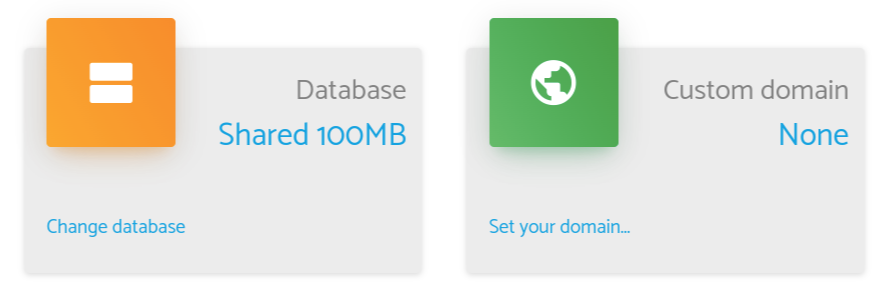 Database
Shared 100MB
Change database
Custom domain
None
Set your domain...